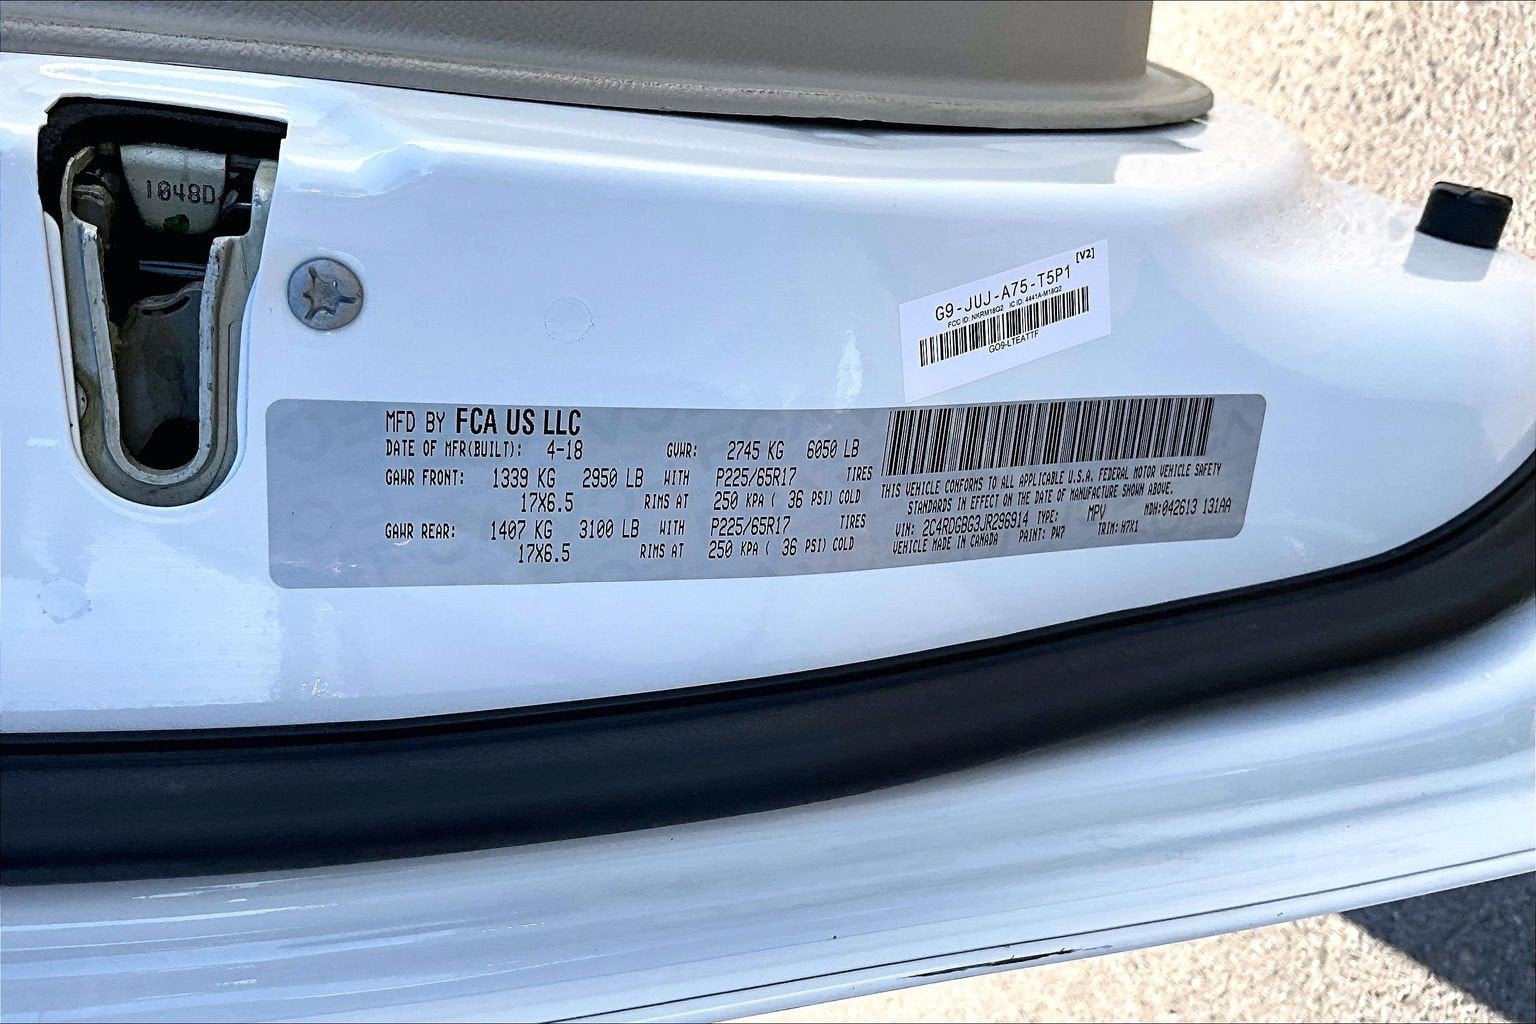 1048D
G9-JUJ-A75-T5P1 [V2]
FCC ID: NKRM18Q2 IC ID: 4441A-M18Q2
GO9-LTEATTF
MFD BY FCA US LLC
DATE OF MFR(BUILT): 4-18 GVWR: 2745 KG 6050 LB
GAWR FRONT: 1339 KG 2950 LB WITH P225/65R17 TIRES
17X6.5 RIMS AT 250 KPA ( 36 PSI) COLD
GAWR REAR: 1407 KG 3100 LB WITH P225/65R17 TIRES
17X6.5 RIMS AT 250 KPA ( 36 PSI) COLD
THIS VEHICLE CONFORMS TO ALL APPLICABLE U.S.A. FEDERAL MOTOR VEHICLE SAFETY
STANDARDS IN EFFECT ON THE DATE OF MANUFACTURE SHOWN ABOVE.
VIN: 2C4RDGBG3JR296914 TYPE: MPV MDH:042613 131AA
VEHICLE MADE IN CANADA PAINT: PW7 TRIM: H7X1